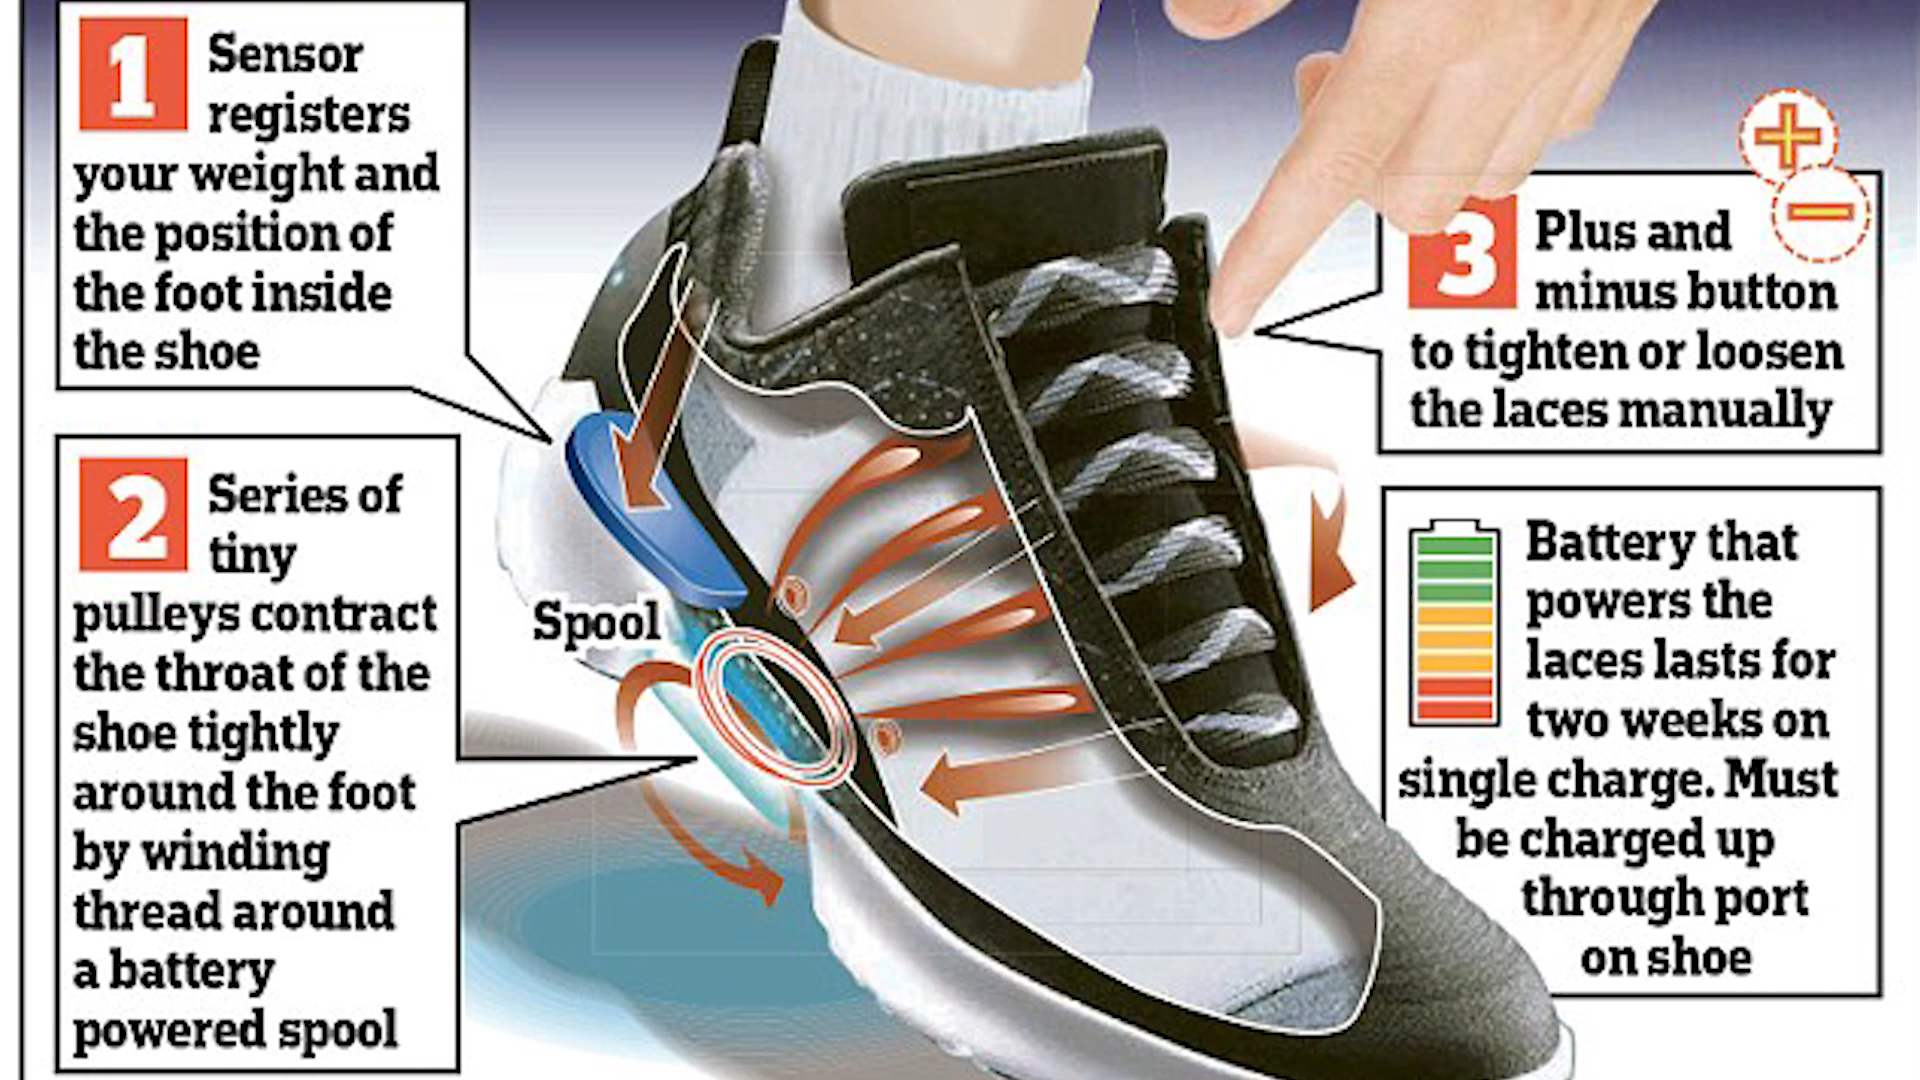 1 Sensor
registers
your weight and
the position of
the foot inside
the shoe
2 Series of
tiny
pulleys contract
the throat of the
shoe tightly
around the foot
by winding
thread around
a battery
powered spool
Spool
3 Plus and
minus button
to tighten or loosen
the laces manually
Battery that
powers the
laces lasts for
two weeks on
single charge. Must
be charged up
through port
on shoe